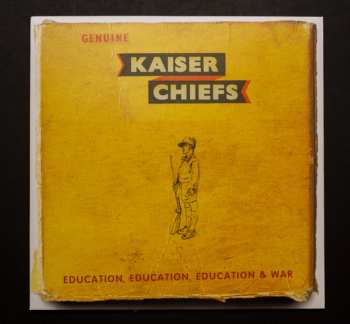 GENUINE
KAISER
CHIEFS
EDUCATION, EDUCATION, EDUCATION & WAR